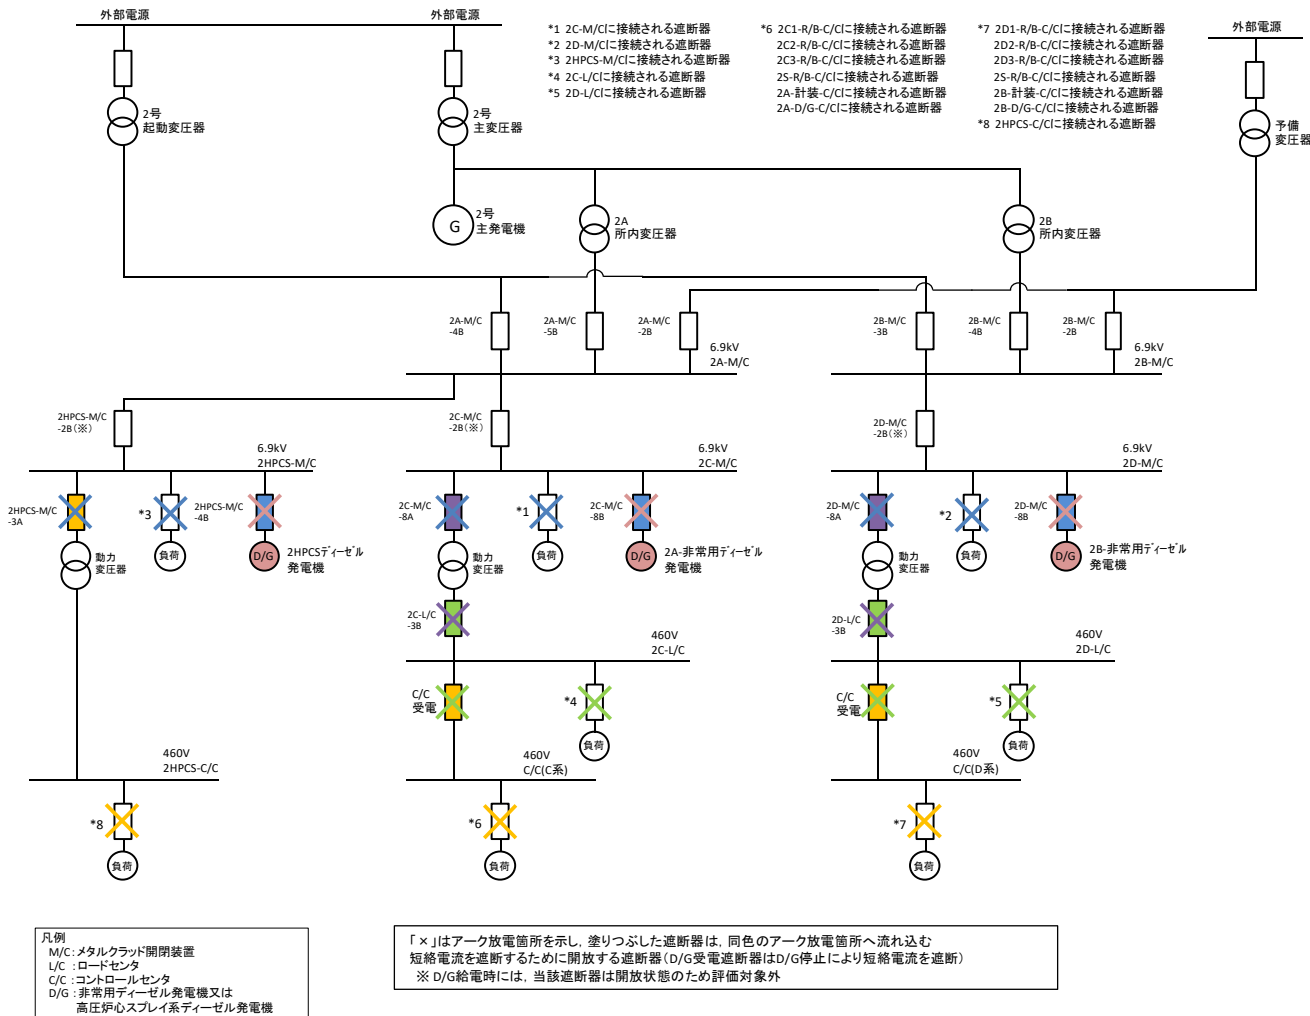 外部電源
外部電源
外部電源
*1 2C-M/Cに接続される遮断器
*2 2D-M/Cに接続される遮断器
*3 2HPCS-M/Cに接続される遮断器
*4 2C-L/Cに接続される遮断器
*5 2D-L/Cに接続される遮断器
*6 2C1-R/B-C/Cに接続される遮断器
2C2-R/B-C/Cに接続される遮断器
2C3-R/B-C/Cに接続される遮断器
2S-R/B-C/Cに接続される遮断器
2A-計装-C/Cに接続される遮断器
2A-D/G-C/Cに接続される遮断器
*7 2D1-R/B-C/Cに接続される遮断器
2D2-R/B-C/Cに接続される遮断器
2D3-R/B-C/Cに接続される遮断器
2S-R/B-C/Cに接続される遮断器
2B-計装-C/Cに接続される遮断器
2B-D/G-C/Cに接続される遮断器
*8 2HPCS-C/Cに接続される遮断器
2号
起動変圧器
2号
主変圧器
予備
変圧器
G
2号
主発電機
2A
所内変圧器
2B
所内変圧器
2A-M/C
-4B
2A-M/C
-5B
2A-M/C
-2B
2B-M/C
-3B
2B-M/C
-4B
2B-M/C
-2B
6.9kV
2A-M/C
6.9kV
2B-M/C
2HPCS-M/C
-2B(※)
2C-M/C
-2B(※)
2D-M/C
-2B(※)
6.9kV
2HPCS-M/C
6.9kV
2C-M/C
6.9kV
2D-M/C
2HPCS-M/C
-3A
*3
2HPCS-M/C
-4B
2C-M/C
-8A
*1
2C-M/C
-8B
2D-M/C
-8A
*2
2D-M/C
-8B
動力
変圧器
負荷
D/G
2HPCSディーゼル
発電機
動力
変圧器
負荷
D/G
2A-非常用ディーゼル
発電機
動力
変圧器
負荷
D/G
2B-非常用ディーゼル
発電機
2C-L/C
-3B
2D-L/C
-3B
460V
2C-L/C
460V
2D-L/C
C/C
受電
*4
負荷
C/C
受電
*5
負荷
460V
2HPCS-C/C
460V
C/C(C系)
460V
C/C(D系)
*8
負荷
*6
負荷
*7
負荷
凡例
M/C:メタルクラッド開閉装置
L/C :ロードセンタ
C/C:コントロールセンタ
D/G:非常用ディーゼル発電機又は
高圧炉心スプレイ系ディーゼル発電機
「×」はアーク放電箇所を示し,塗りつぶした遮断器は,同色のアーク放電箇所へ流れ込む
短絡電流を遮断するために開放する遮断器(D/G受電遮断器はD/G停止により短絡電流を遮断)
※ D/G給電時には,当該遮断器は開放状態のため評価対象外